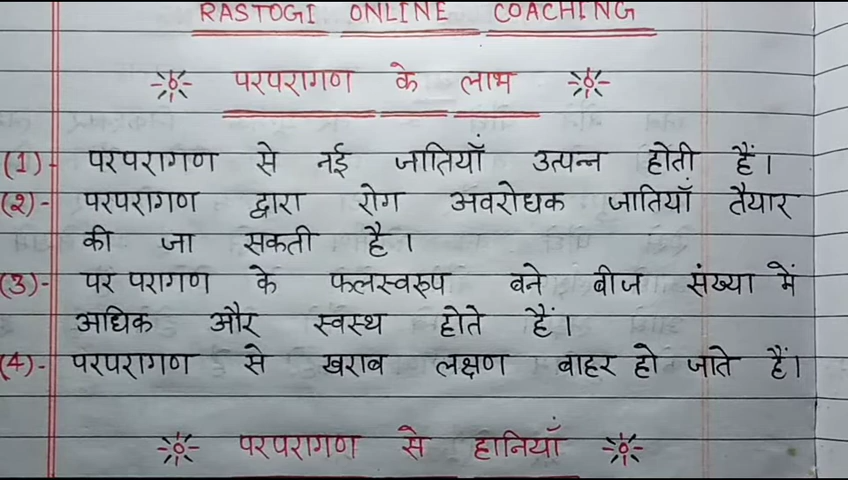 RASTOGI ONLINE COACHING
परपरागण के लाभ
(1)- परपरागण से नई जातियाँ उत्पन्न होती हैं।
(२)- परपरागण द्वारा रोग अवरोधक जातियाँ तैयार
की जा सकती है।
(3)- पर परागण के फलस्वरूप बने बीज संख्या में
अधिक और स्वस्थ होते हैं।
(4)- परपरागण से खराब लक्षण बाहर हो जाते हैं।
परपरागण से हानियाँ